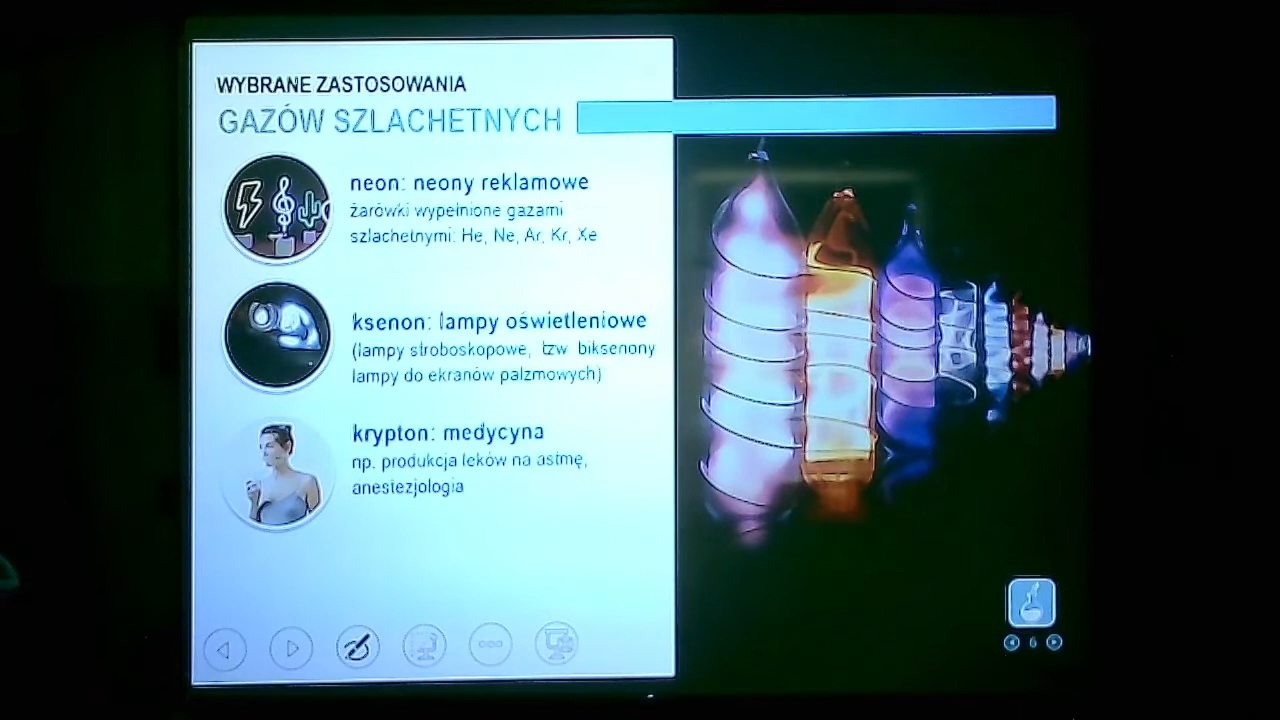 WYBRANE ZASTOSOWANIA
GAZÓW SZLACHETNYCH
neon: neony reklamowe
żarówki wypełnione gazami
szlachetnymi: He, Ne, Ar, Kr, Xe
ksenon: lampy oświetleniowe
(lampy stroboskopowe, tzw biksenony
lampy do ekranów palzmowych)
krypton: medycyna
np. produkcja leków na astmę,
anestezjologia
6